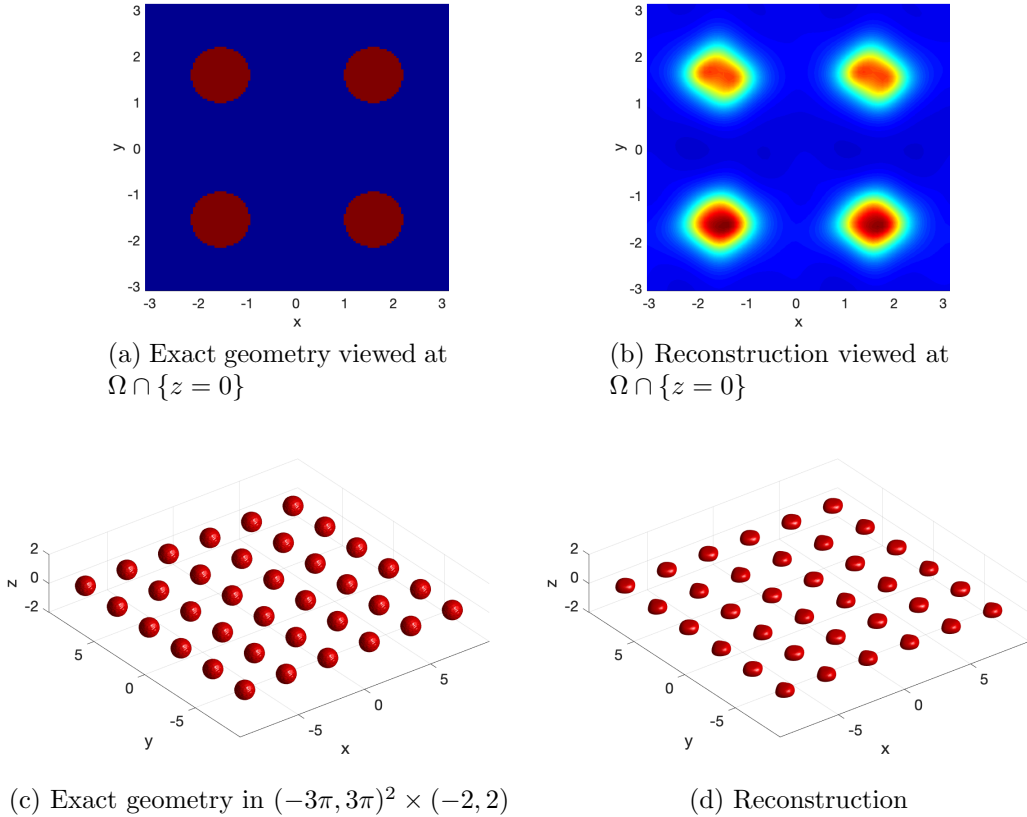 3
2
1
0
-1
-2
-3
y
-3 -2 -1 0 1 2 3
x
3
2
1
0
-1
-2
-3
y
-3 -2 -1 0 1 2 3
x
(a) Exact geometry viewed at
Ω ∩ {z = 0}
(b) Reconstruction viewed at
Ω ∩ {z = 0}
2
0
-2
z
5
0
-5
y
-5
0
5
x
2
0
-2
z
5
0
-5
y
-5
0
5
x
(c) Exact geometry in (−3π, 3π)² × (−2, 2)
(d) Reconstruction